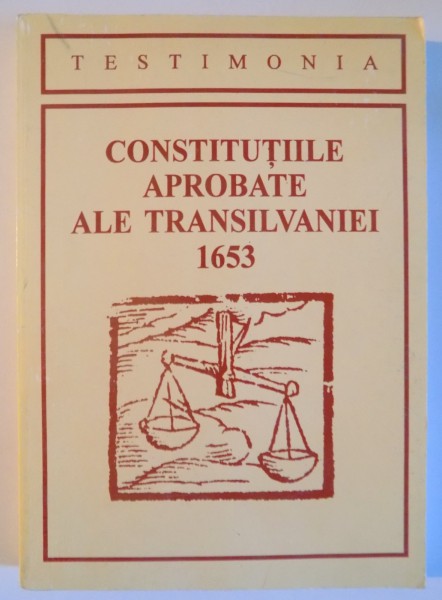 TESTIMONIA
CONSTITUȚIILE
APROBATE
ALE TRANSILVANIEI
1653